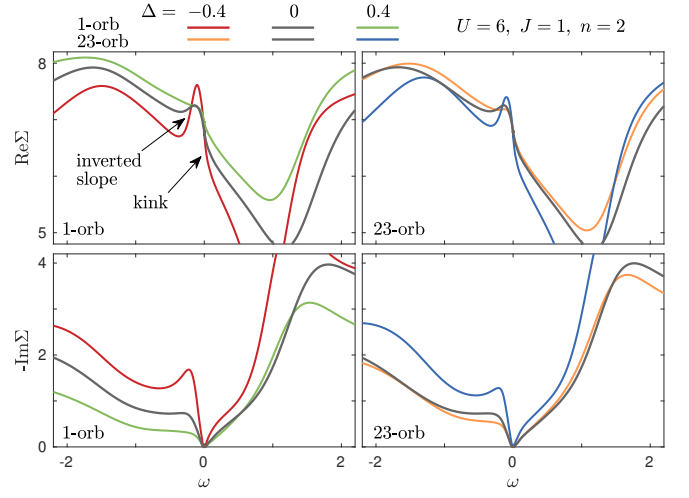 Δ = −0.4 0 0.4
1-orb
23-orb
U = 6, J = 1, n = 2
8
ReΣ
inverted
slope
kink
5
1-orb
23-orb
4
-ImΣ
2
0
1-orb
23-orb
-2 0 2
-2 0 2
ω
ω